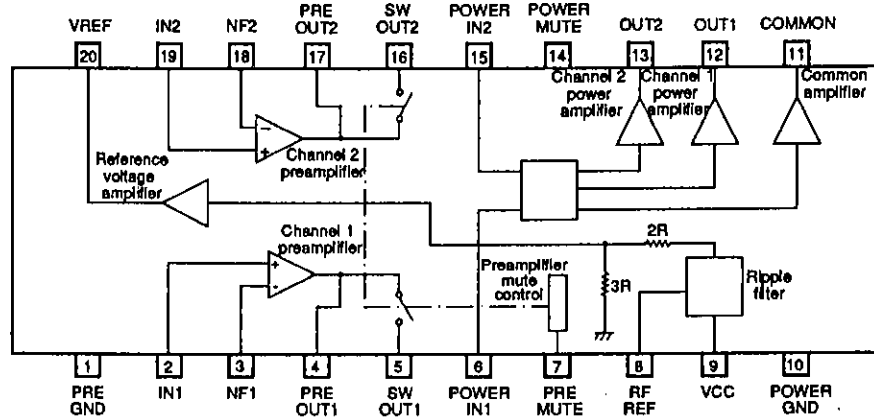 VREF
IN2
NF2
PRE
OUT2
SW
OUT2
POWER
IN2
POWER
MUTE
OUT2
OUT1
COMMON
20
19
18
17
16
15
14
13
12
11
Channel 2
power
amplifier
Channel 1
power
amplifier
Common
amplifier
Channel 2
preamplifier
Reference
voltage
amplifier
Channel 1
preamplifier
Preamplifier
mute
control
2R
3R
Ripple
filter
1
2
3
4
5
6
7
8
9
10
PRE
GND
IN1
NF1
PRE
OUT1
SW
OUT1
POWER
IN1
PRE
MUTE
RF
REF
VCC
POWER
GND